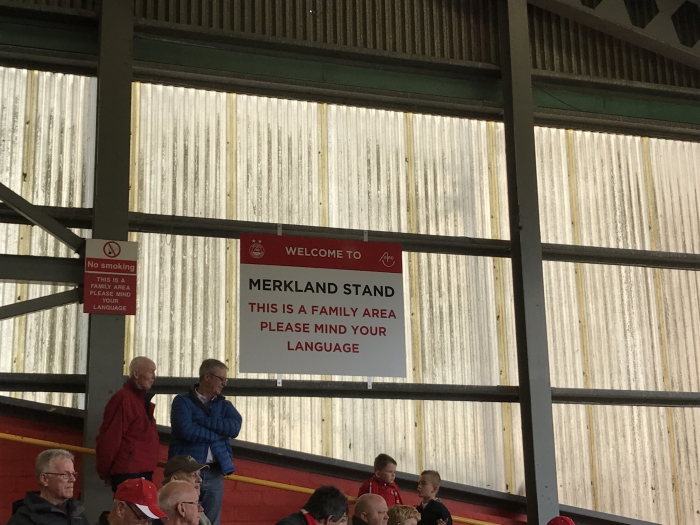 WELCOME TO
MERKLAND STAND
THIS IS A FAMILY AREA
PLEASE MIND YOUR
LANGUAGE
No smoking
THIS IS A
FAMILY AREA
PLEASE MIND
YOUR
LANGUAGE